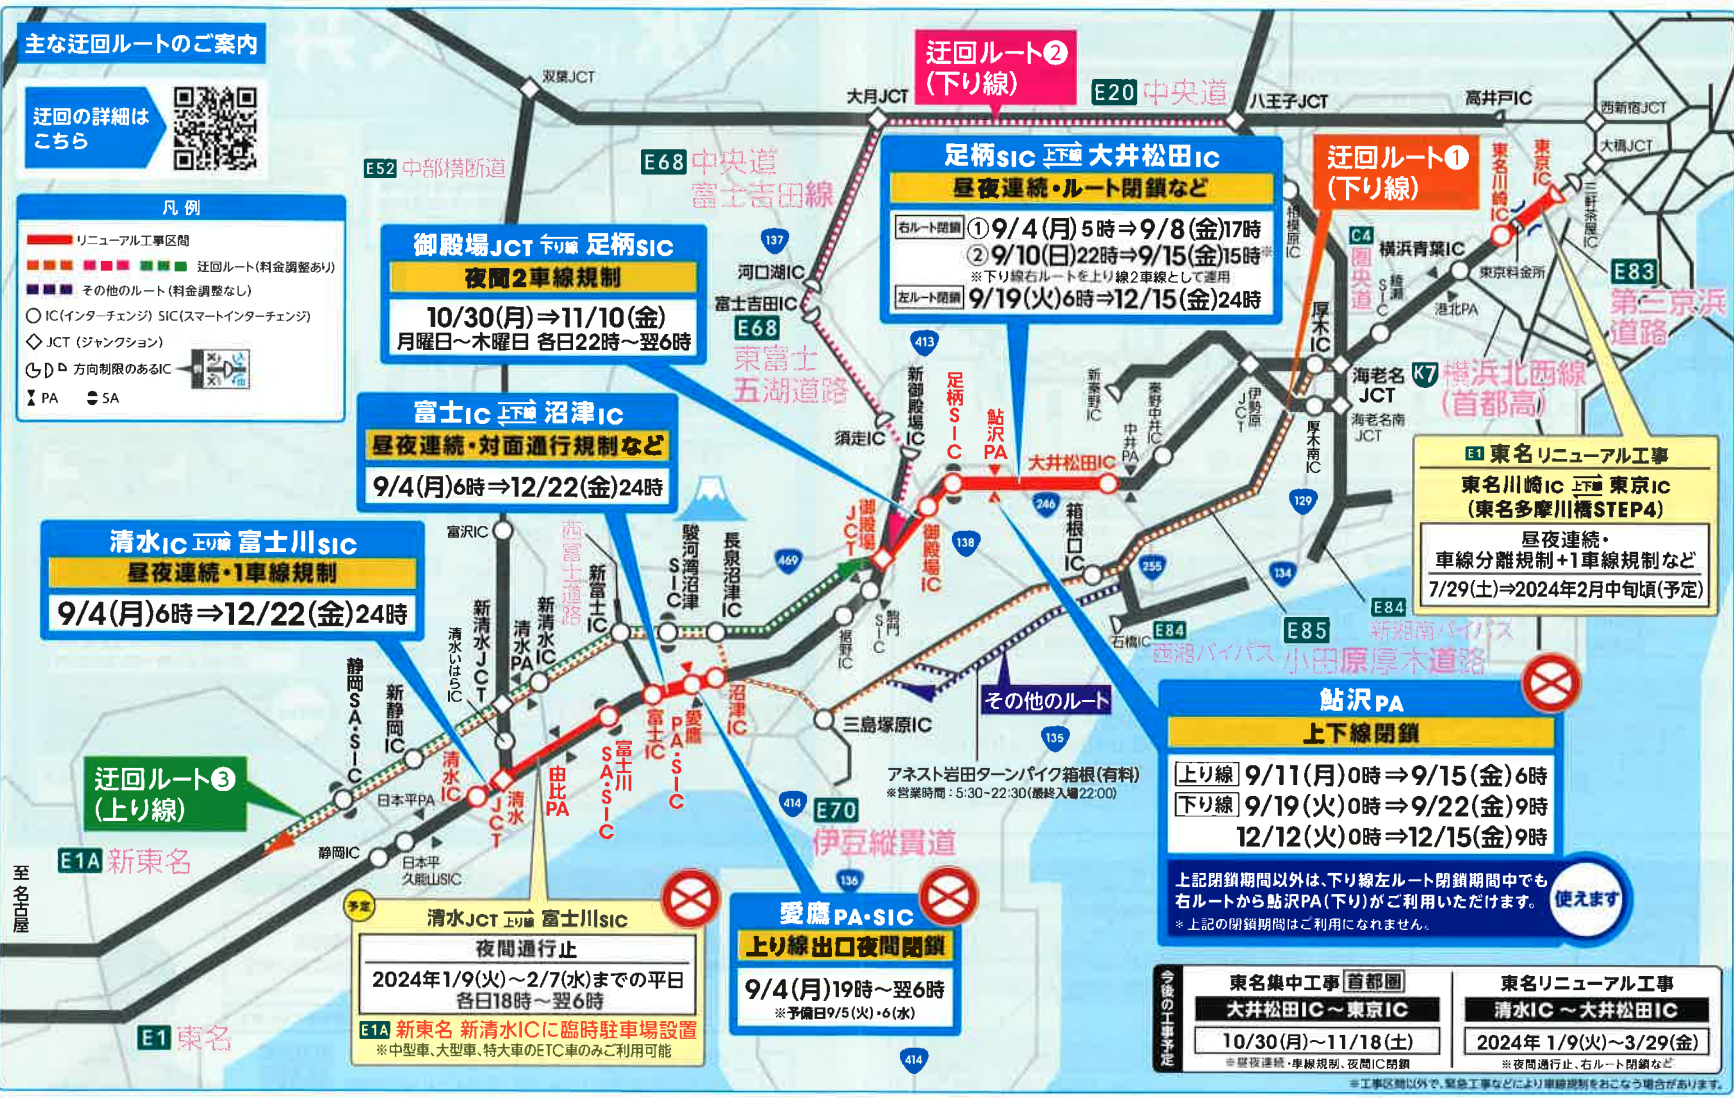 主な迂回ルートのご案内
迂回の詳細は
こちら
凡例
リニューアル工事区間
迂回ルート(料金調整あり)
その他のルート(料金調整なし)
IC(インターチェンジ) SIC(スマートインターチェンジ)
JCT(ジャンクション)
方向制限のあるIC
PA
SA
双葉JCT
E52 中部横断道
大月JCT
迂回ルート❷
(下り線)
E20 中央道
八王子JCT
高井戸IC
西新宿JCT
大橋JCT
三軒茶屋IC
東京IC
東名川崎IC
E68 中央道
富士吉田線
137
河口湖IC
富士吉田IC
E68
東富士
五湖道路
須走IC
413
新御殿場IC
足柄SIC 上下線 大井松田IC
昼夜連続・ルート閉鎖など
右ルート閉鎖 ①9/4(月)5時⇒9/8(金)17時
②9/10(日)22時⇒9/15(金)15時※
※下り線右ルートを上り線2車線として運用
左ルート閉鎖 9/19(火)6時⇒12/15(金)24時
迂回ルート❶
(下り線)
相模原IC
C4
圏央道
横浜青葉IC
東京料金所
綾瀬SIC
港北PA
E83
第三京浜
道路
厚木IC
海老名
JCT
K7 横浜北西線
(首都高)
海老名南
JCT
厚木南IC
伊勢原JCT
新秦野IC
秦野中井IC
中井PA
御殿場JCT 下り線 足柄SIC
夜間2車線規制
10/30(月)⇒11/10(金)
月曜日〜木曜日 各日22時〜翌6時
富士IC 上下線 沼津IC
昼夜連続・対面通行規制など
9/4(月)6時⇒12/22(金)24時
清水IC 上り線 富士川SIC
昼夜連続・1車線規制
9/4(月)6時⇒12/22(金)24時
足柄SIC
鮎沢PA
大井松田IC
246
129
138
255
134
469
箱根口IC
御殿場JCT
御殿場IC
駒門SIC
裾野IC
富沢IC
西富士道路
新富士IC
駿河湾沼津SIC
長泉沼津IC
新清水JCT
清水いはらIC
清水PA
新清水IC
静岡SA・SIC
新静岡IC
清水IC
清水JCT
由比PA
富士川SA・SIC
富士IC
愛鷹PA・SIC
沼津IC
三島塚原IC
石橋IC
E84
西湘バイパス
E85
小田原厚木道路
E84
新湘南バイパス
その他のルート
135
アネスト岩田ターンパイク箱根(有料)
※営業時間:5:30~22:30(最終入場22:00)
414
E70
伊豆縦貫道
136
414
E1 東名リニューアル工事
東名川崎IC 上下線 東京IC
(東名多摩川橋STEP4)
昼夜連続・
車線分離規制+1車線規制など
7/29(土)⇒2024年2月中旬頃(予定)
迂回ルート❸
(上り線)
E1A 新東名
日本平PA
静岡IC
日本平
久能山SIC
至 名古屋
E1 東名
予定
清水JCT 上り線 富士川SIC
夜間通行止
2024年1/9(火)〜2/7(水)までの平日
各日18時〜翌6時
E1A 新東名 新清水ICに臨時駐車場設置
※中型車、大型車、特大車のETC車のみご利用可能
愛鷹PA・SIC
上り線出口夜間閉鎖
9/4(月)19時〜翌6時
※予備日9/5(火)・6(水)
鮎沢PA
上下線閉鎖
上り線 9/11(月)0時⇒9/15(金)6時
下り線 9/19(火)0時⇒9/22(金)9時
12/12(火)0時⇒12/15(金)9時
上記閉鎖期間以外は、下り線左ルート閉鎖期間中でも
右ルートから鮎沢PA(下り)がご利用いただけます。
※上記の閉鎖期間はご利用になれません。
使えます
今後の工事予定
東名集中工事 首都圏
大井松田IC〜東京IC
10/30(月)〜11/18(土)
※昼夜連続・車線規制、夜間IC閉鎖
東名リニューアル工事
清水IC〜大井松田IC
2024年 1/9(火)〜3/29(金)
※夜間通行止、右ルート閉鎖など
※工事区間以外で、緊急工事などにより車線規制をおこなう場合があります。